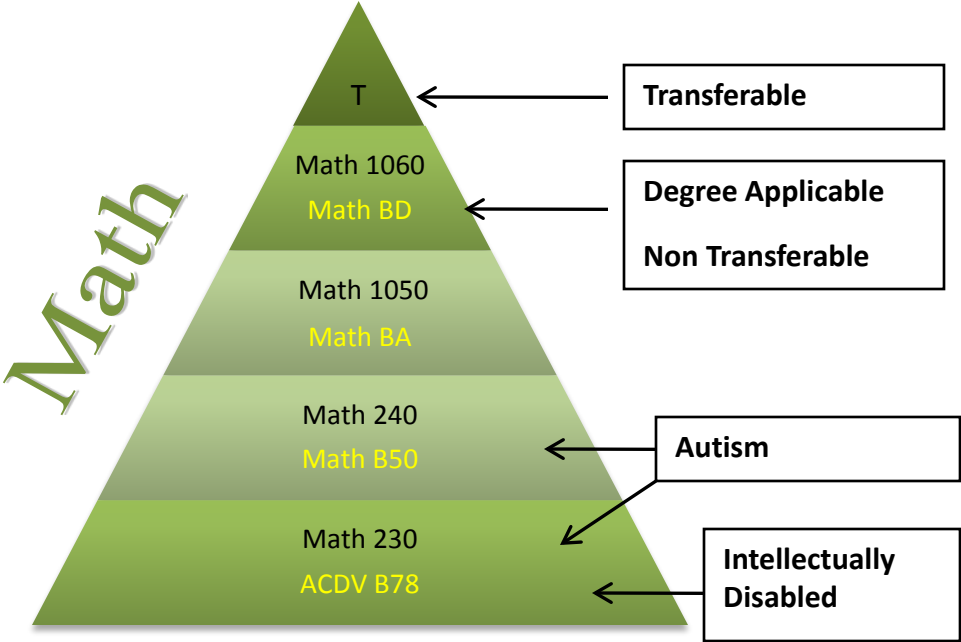 Math
T
Transferable
Math 1060
Math BD
Degree Applicable
Non Transferable
Math 1050
Math BA
Math 240
Math B50
Autism
Math 230
ACDV B78
Intellectually
Disabled